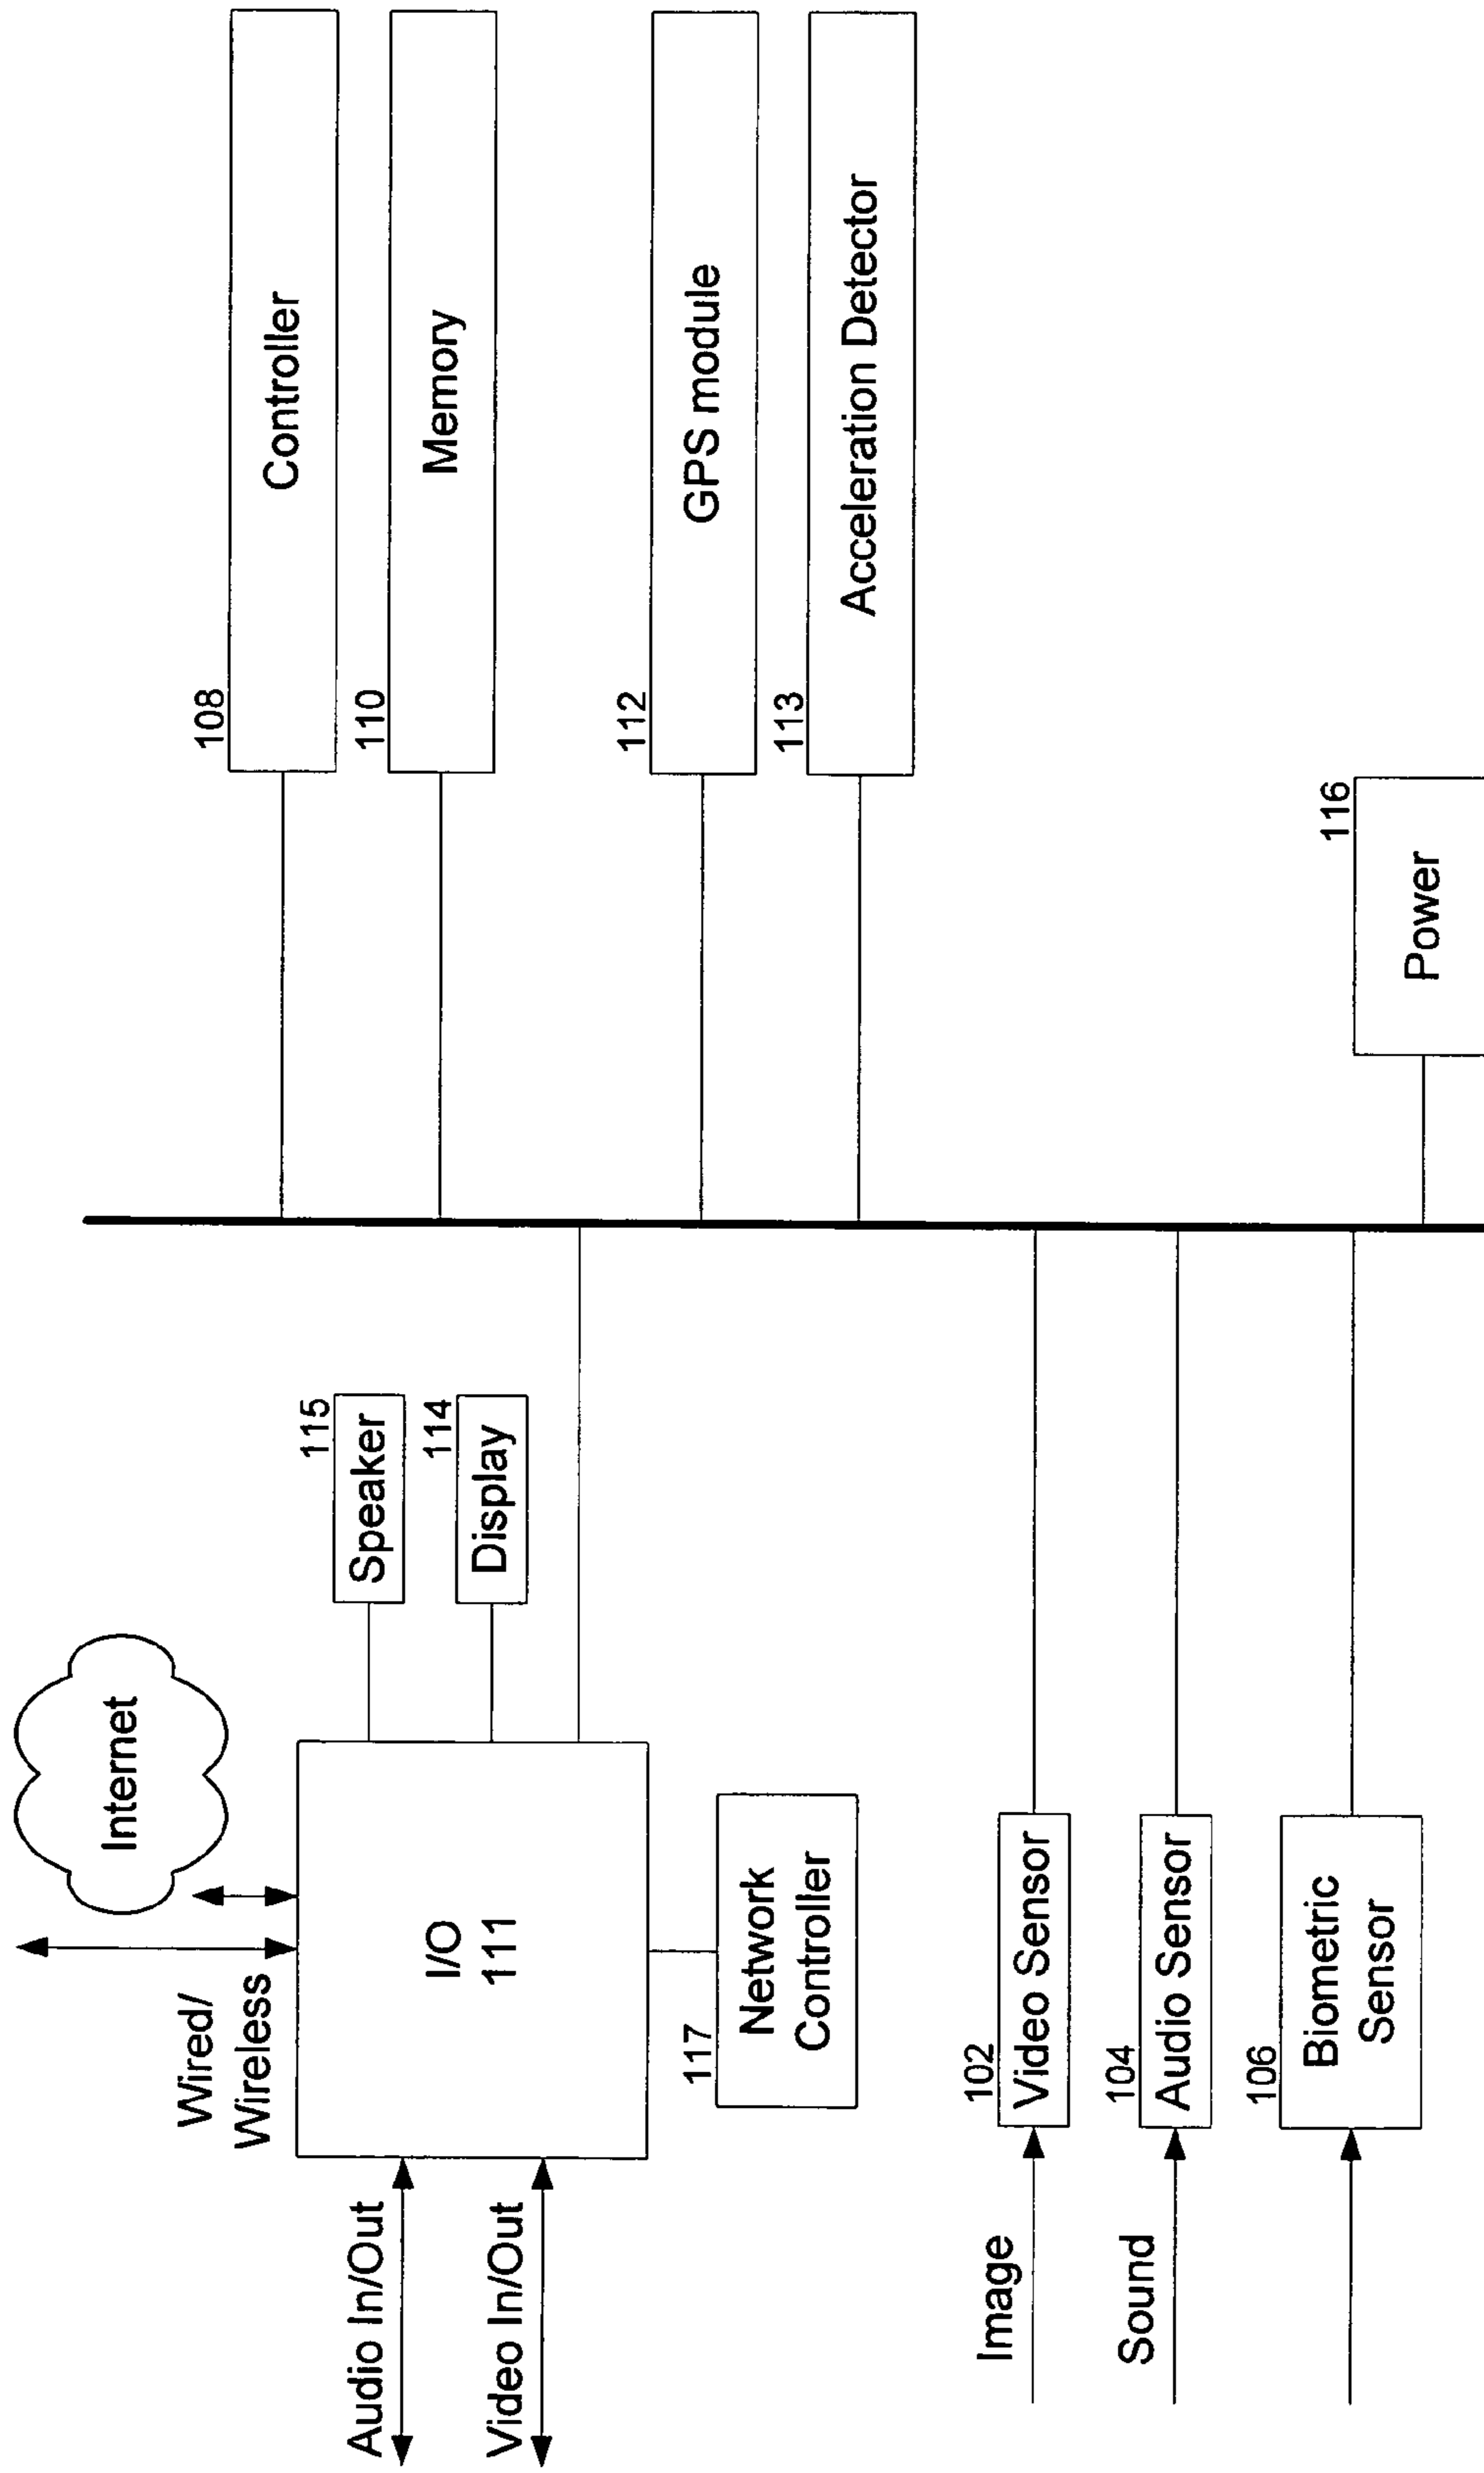 Internet
Wired/
Wireless
Audio In/Out
Video In/Out
I/O
111
115
Speaker
114
Display
117
Network
Controller
Image
102
Video Sensor
Sound
104
Audio Sensor
106
Biometric
Sensor
108
Controller
110
Memory
112
GPS module
113
Acceleration Detector
116
Power